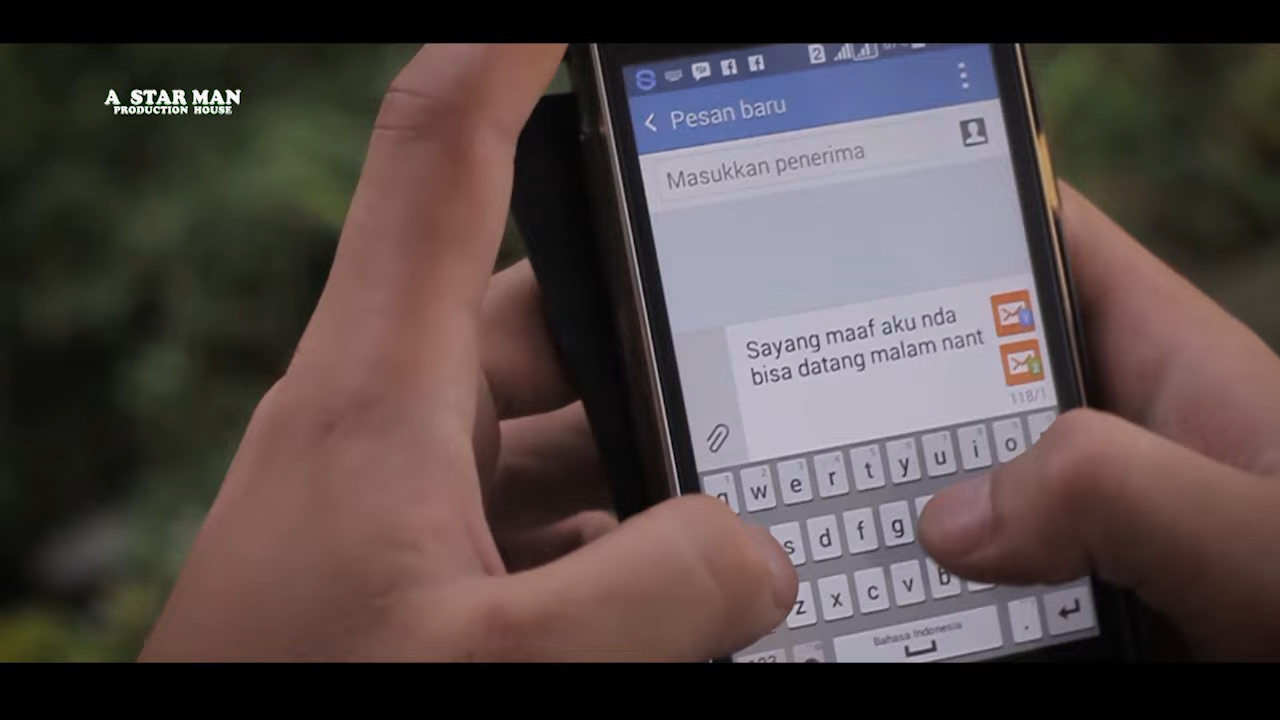 A STAR MAN
PRODUCTION HOUSE
2
Pesan baru
Masukkan penerima
Sayang maaf aku nda
bisa datang malam nant
118/1
q w e r t y u i o
s d f g
z x c v b
Bahasa Indonesia
.